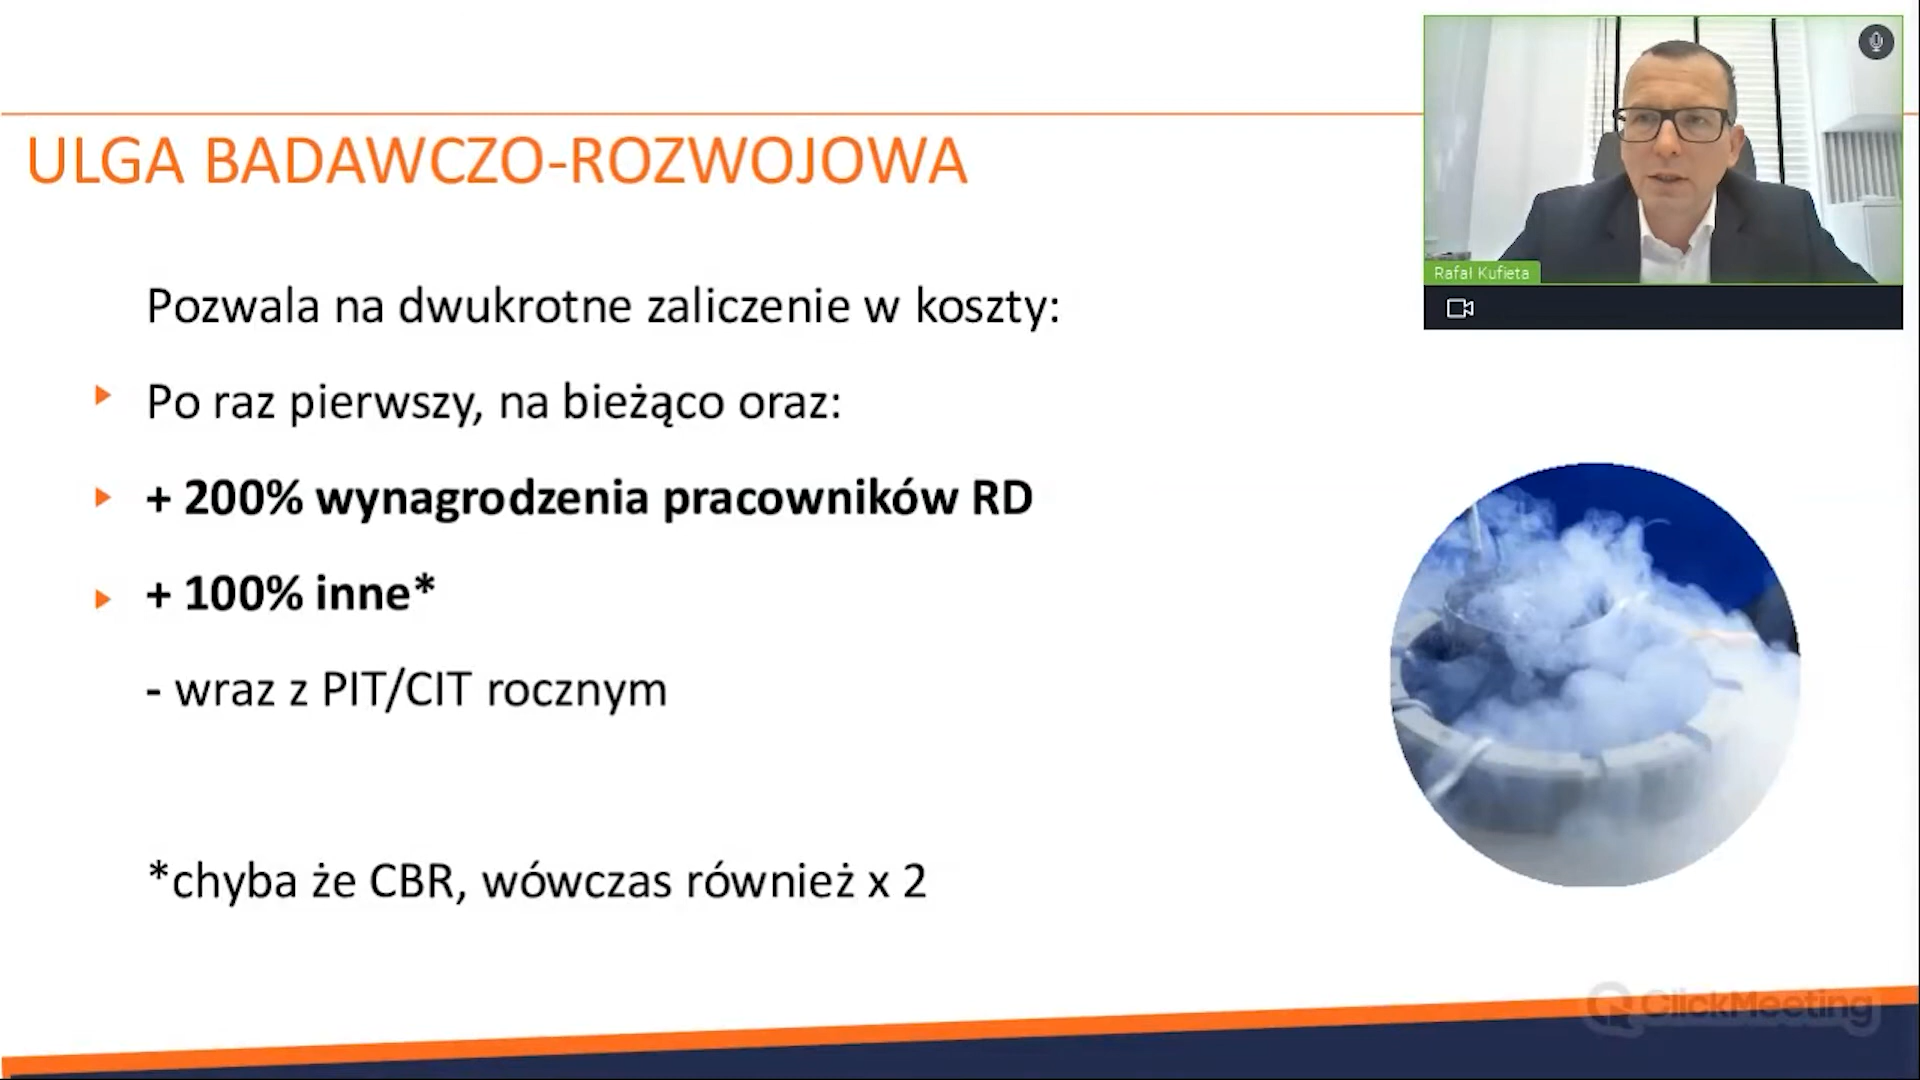 ULGA BADAWCZO-ROZWOJOWA
Rafał Kufieta
Pozwala na dwukrotne zaliczenie w koszty:
Po raz pierwszy, na bieżąco oraz:
+ 200% wynagrodzenia pracowników RD
+ 100% inne*
- wraz z PIT/CIT rocznym
*chyba że CBR, wówczas również x 2
ClickMeeting